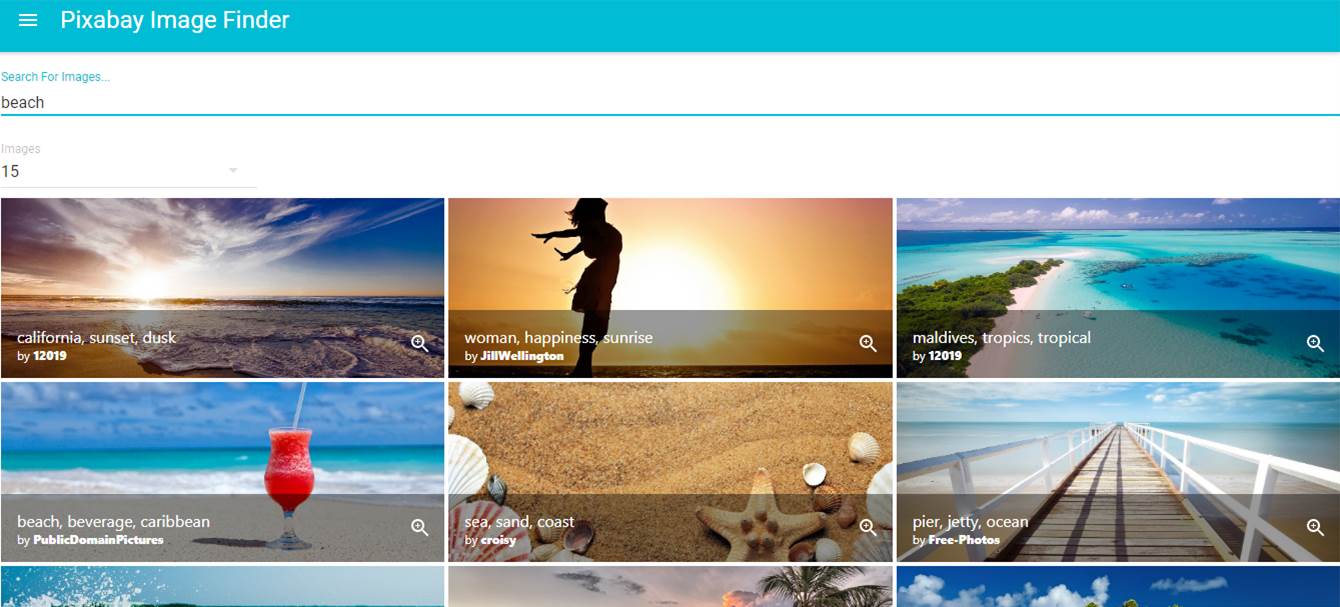 Pixabay Image Finder
Search For Images...
beach
Images
15
california, sunset, dusk
by 12019
woman, happiness, sunrise
by JillWellington
maldives, tropics, tropical
by 12019
beach, beverage, caribbean
by PublicDomainPictures
sea, sand, coast
by croisy
pier, jetty, ocean
by Free-Photos